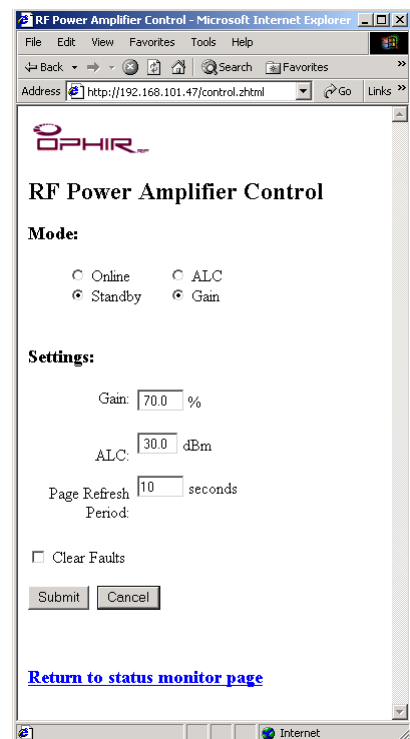 RF Power Amplifier Control - Microsoft Internet Explorer
File Edit View Favorites Tools Help
Back Search Favorites »
Address http://192.168.101.47/control.zhtml Go Links »
OPHIR RF
RF Power Amplifier Control
Mode:
Online ALC
Standby Gain
Settings:
Gain: 70.0 %
ALC: 30.0 dBm
Page Refresh 10 seconds
Period:
Clear Faults
Submit Cancel
Return to status monitor page
Internet